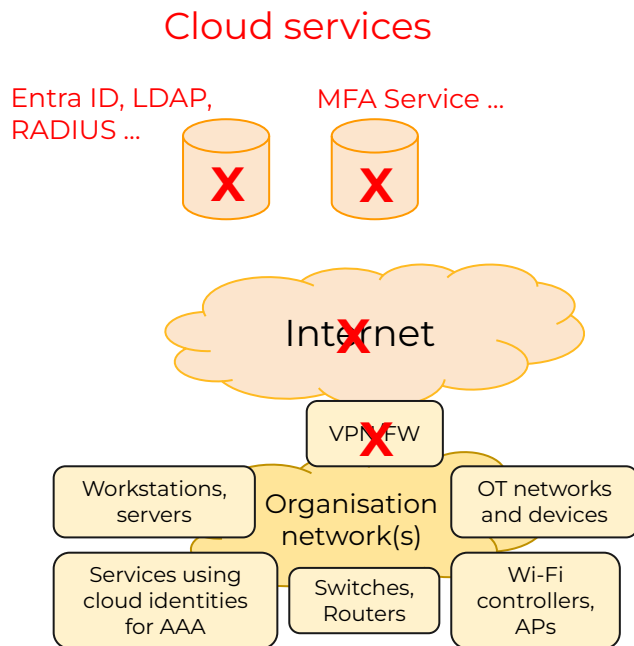 Cloud services
Entra ID, LDAP,
RADIUS ...
MFA Service ...
X
X
Internet
X
VPN, FW
X
Workstations,
servers
Organisation
network(s)
OT networks
and devices
Services using
cloud identities
for AAA
Switches,
Routers
Wi-Fi
controllers,
APs